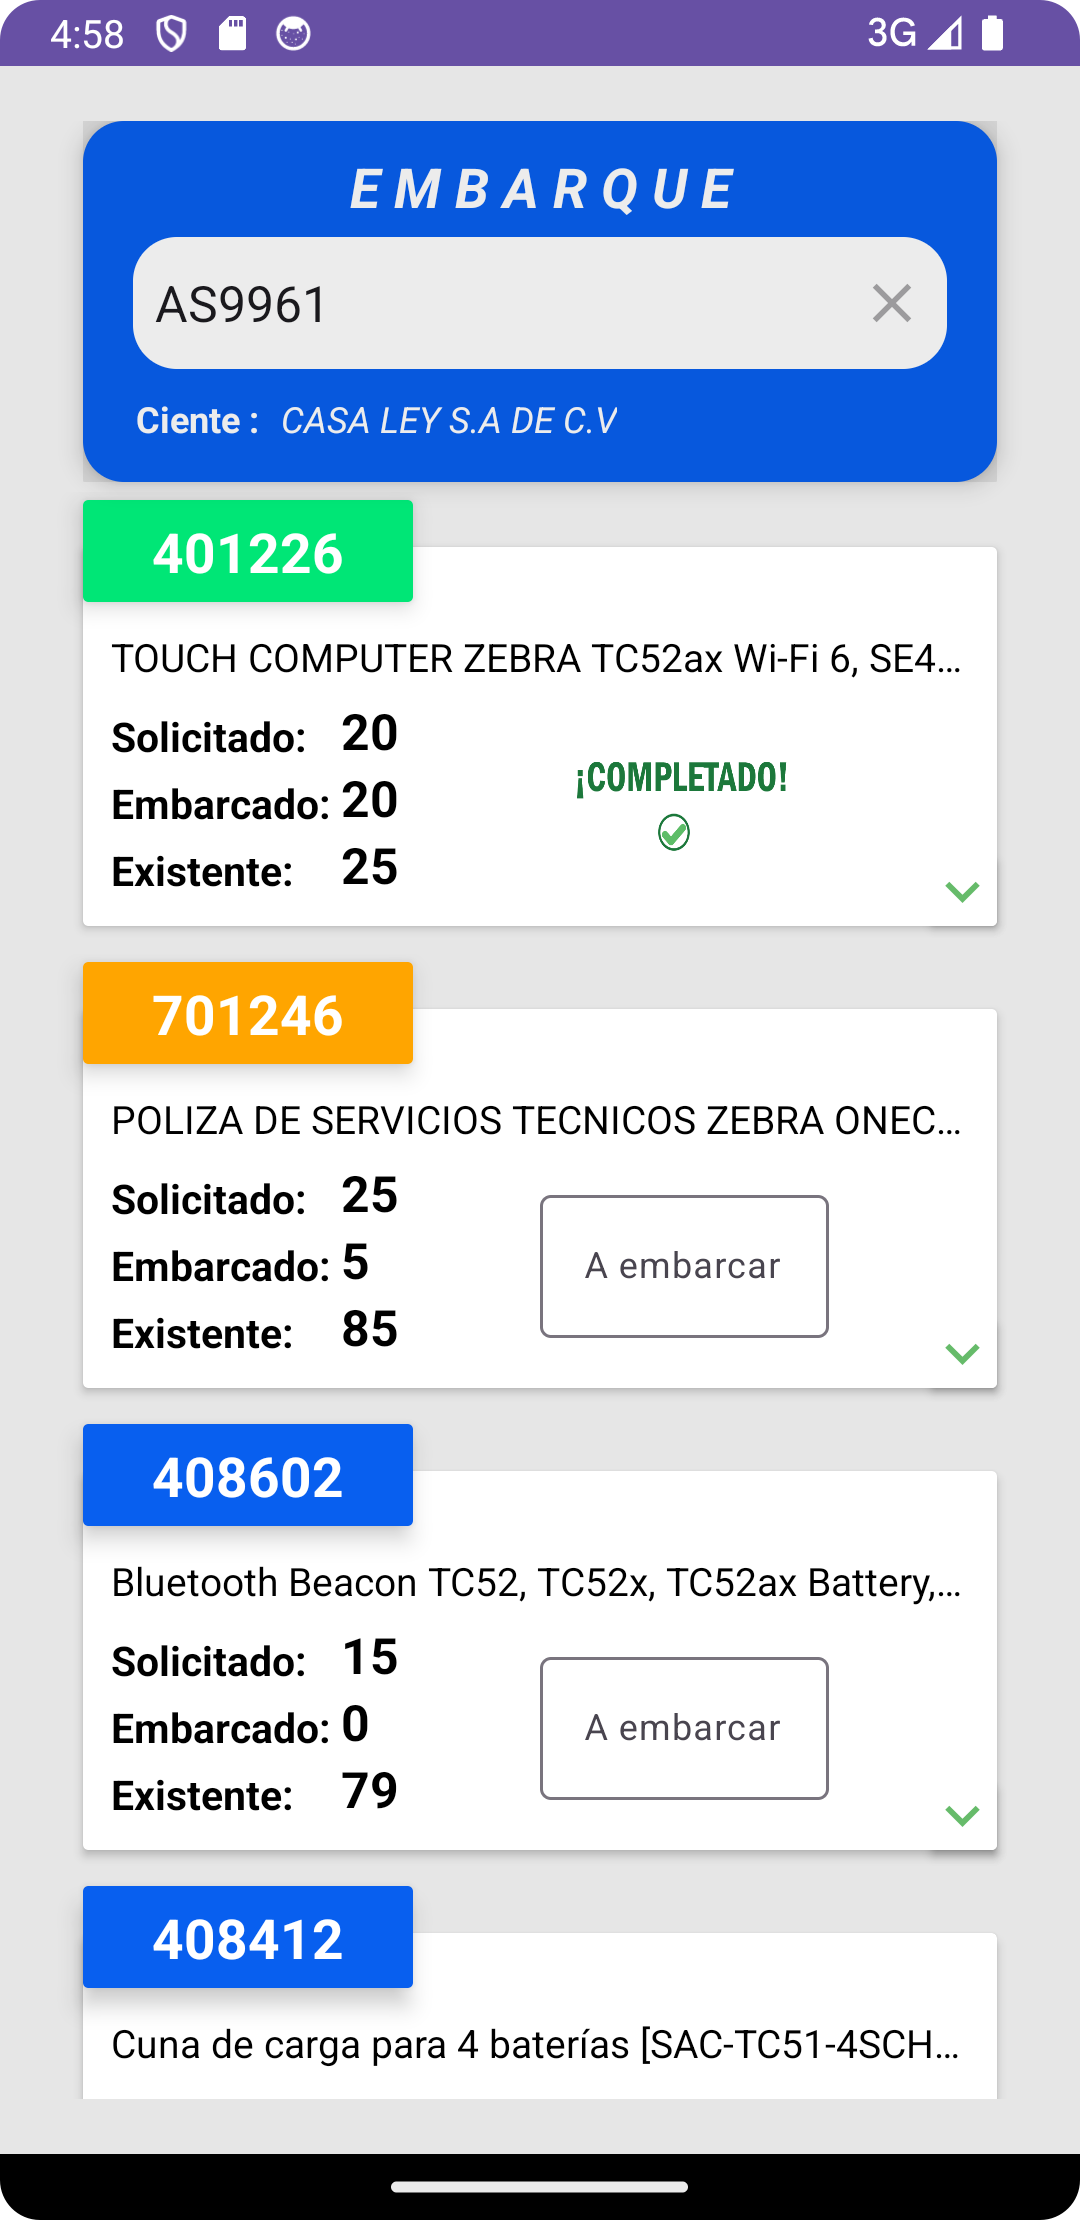 4:58 3G
EMBARQUE
AS9961
Ciente : CASA LEY S.A DE C.V
401226
TOUCH COMPUTER ZEBRA TC52ax Wi-Fi 6, SE4...
Solicitado: 20
Embarcado: 20
Existente: 25
¡COMPLETADO!
701246
POLIZA DE SERVICIOS TECNICOS ZEBRA ONEC...
Solicitado: 25
Embarcado: 5
Existente: 85
A embarcar
408602
Bluetooth Beacon TC52, TC52x, TC52ax Battery,...
Solicitado: 15
Embarcado: 0
Existente: 79
A embarcar
408412
Cuna de carga para 4 baterías [SAC-TC51-4SCH...